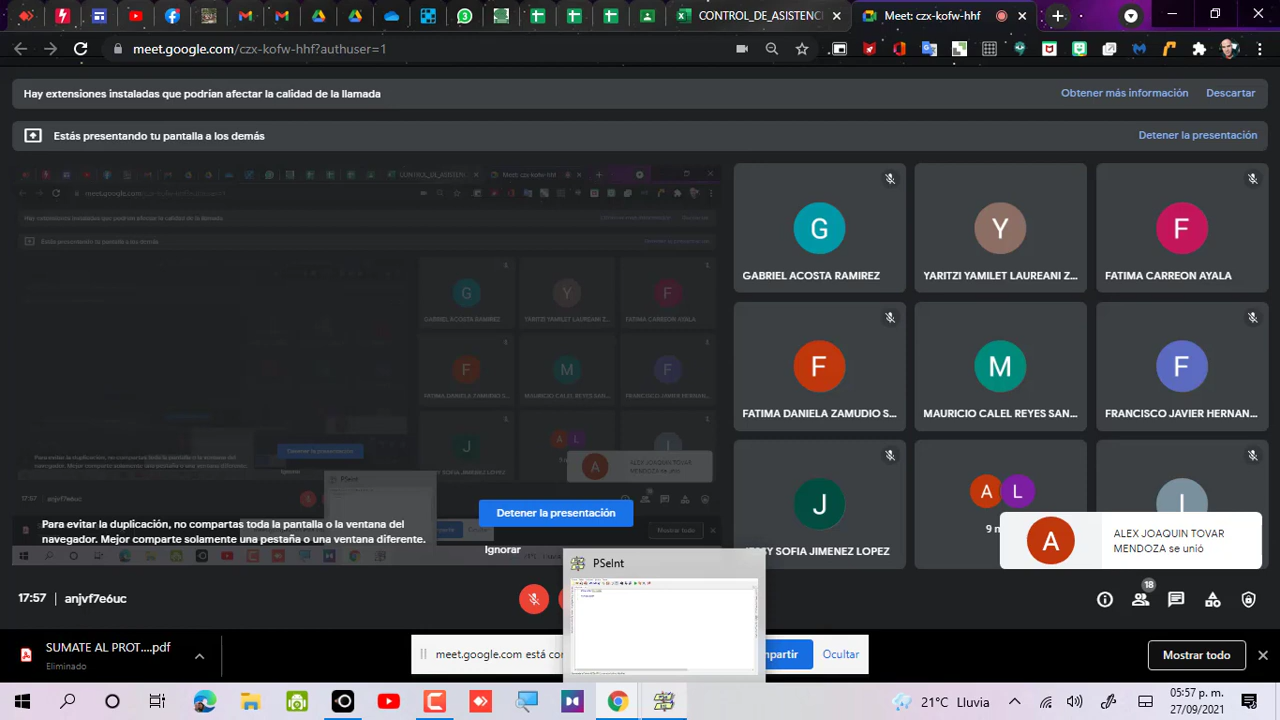 CONTROL_DE_ASISTENC
Meet: czx-kofw-hhf
meet.google.com/czx-kofw-hhf?authuser=1
Hay extensiones instaladas que podrían afectar la calidad de la llamada
Obtener más información
Descartar
Estás presentando tu pantalla a los demás
Detener la presentación
G
GABRIEL ACOSTA RAMIREZ
Y
YARITZI YAMILET LAUREANI Z...
F
FATIMA CARREON AYALA
F
FATIMA DANIELA ZAMUDIO S...
M
MAURICIO CALEL REYES SAN...
F
FRANCISCO JAVIER HERNAN...
J
JESSY SOFIA JIMENEZ LOPEZ
A L
9 m
A
ALEX JOAQUIN TOVAR
MENDOZA se unió
Para evitar la duplicación, no compartas toda la pantalla o la ventana del
navegador. Mejor comparte solamente una pestaña o una ventana diferente.
Detener la presentación
Ignorar
PSeInt
17:57
anjvf7e6uc
18
SUMATE AL PROT....pdf
Eliminado
meet.google.com está co
partir
Ocultar
Mostrar todo
21°C Lluvia
05:57 p. m.
27/09/2021